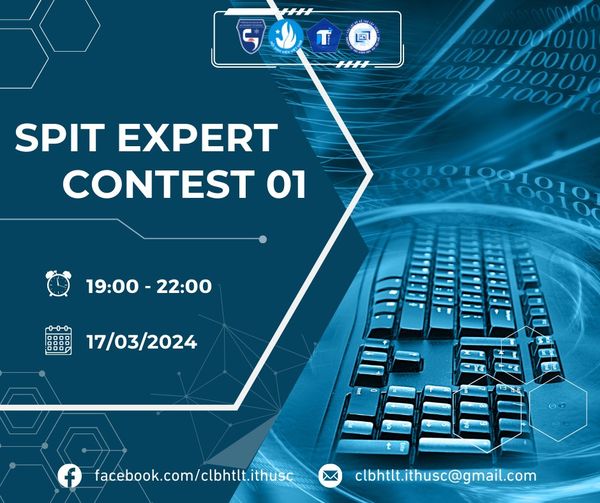 SPIT EXPERT
CONTEST 01
19:00 - 22:00
17/03/2024
facebook.com/clbhtlt.ithusc
clbhtlt.ithusc@gmail.com